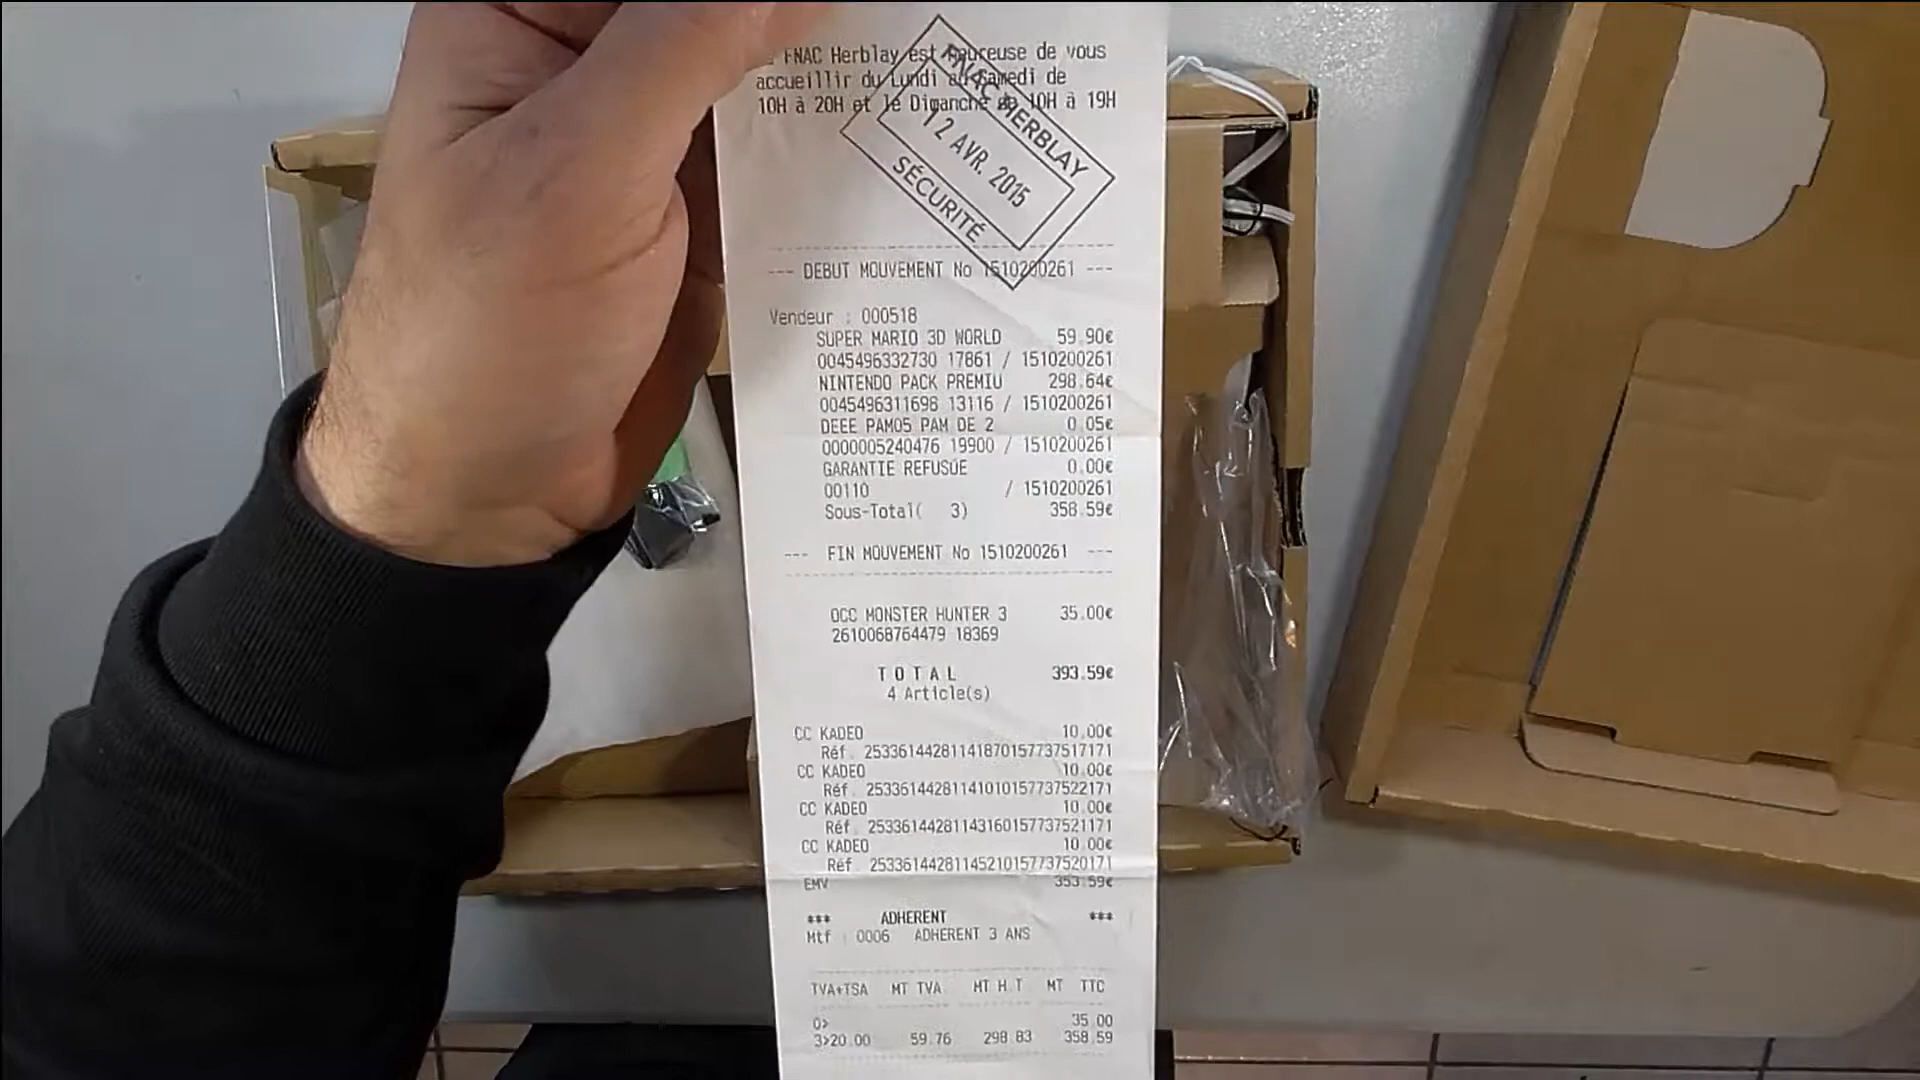 FNAC Herblay est heureuse de vous
accueillir du Lundi au Samedi de
10H à 20H et le Dimanche de 10H à 19H
FNAC HERBLAY
12 AVR. 2015
SÉCURITÉ
--- DEBUT MOUVEMENT No 1510200261 ---
Vendeur : 000518
SUPER MARIO 3D WORLD 59.90€
0045496332730 17861 / 1510200261
NINTENDO PACK PREMIU 298.64€
0045496311698 13116 / 1510200261
DEEE PAM05 PAM DE 2 0.05€
0000005240476 19900 / 1510200261
GARANTIE REFUSÚE 0.00€
00110 / 1510200261
Sous-Total( 3) 358.59€
--- FIN MOUVEMENT No 1510200261 ---
OCC MONSTER HUNTER 3 35.00€
2610068764479 18369
TOTAL 393.59€
4 Article(s)
CC KADEO 10.00€
Réf. 2533614428114187015773751717​1
CC KADEO 10.00€
Réf. 25336144281141010157737522171
CC KADEO 10.00€
Réf. 25336144281143160157737521171
CC KADEO 10.00€
Réf. 25336144281145210157737520171
EMV 353.59€
*** ADHERENT ***
Mtf : 0006 ADHERENT 3 ANS
TVA+TSA MT TVA MT H.T MT TTC
0> 35.00
3>20.00 59.76 298.83 358.59